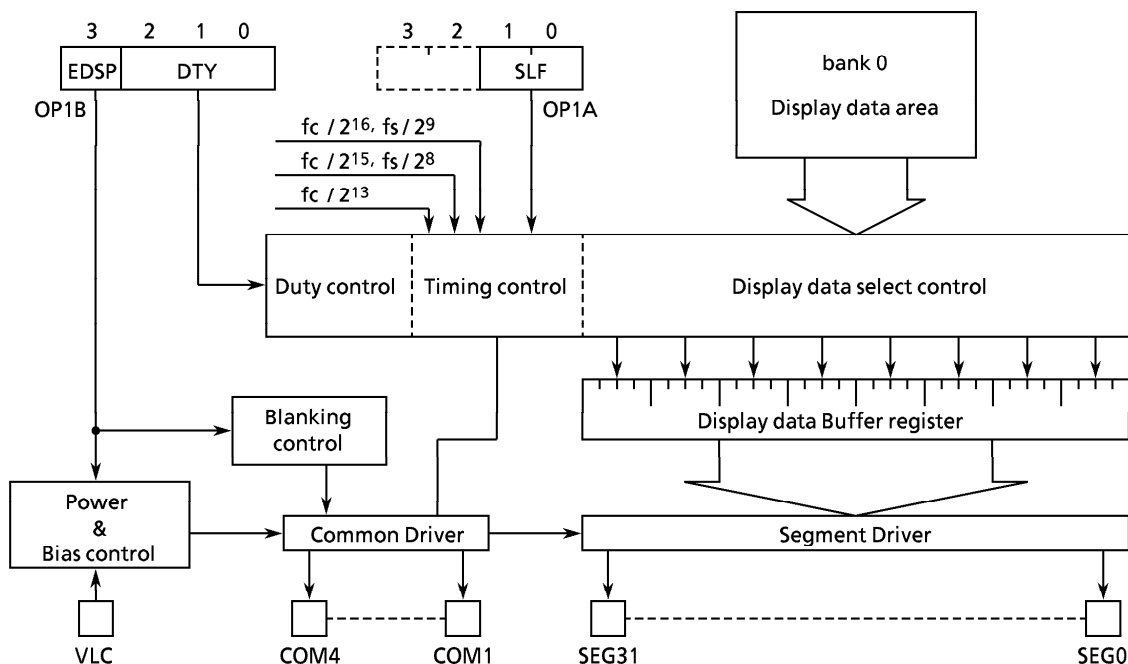 3 2 1 0
3 2 1 0
EDSP DTY
SLF
OP1B
OP1A
bank 0
Display data area
fc / 2¹⁶, fs / 2⁹
fc / 2¹⁵, fs / 2⁸
fc / 2¹³
Duty control
Timing control
Display data select control
Blanking
control
Display data Buffer register
Power
&
Bias control
Common Driver
Segment Driver
VLC
COM4
COM1
SEG31
SEG0